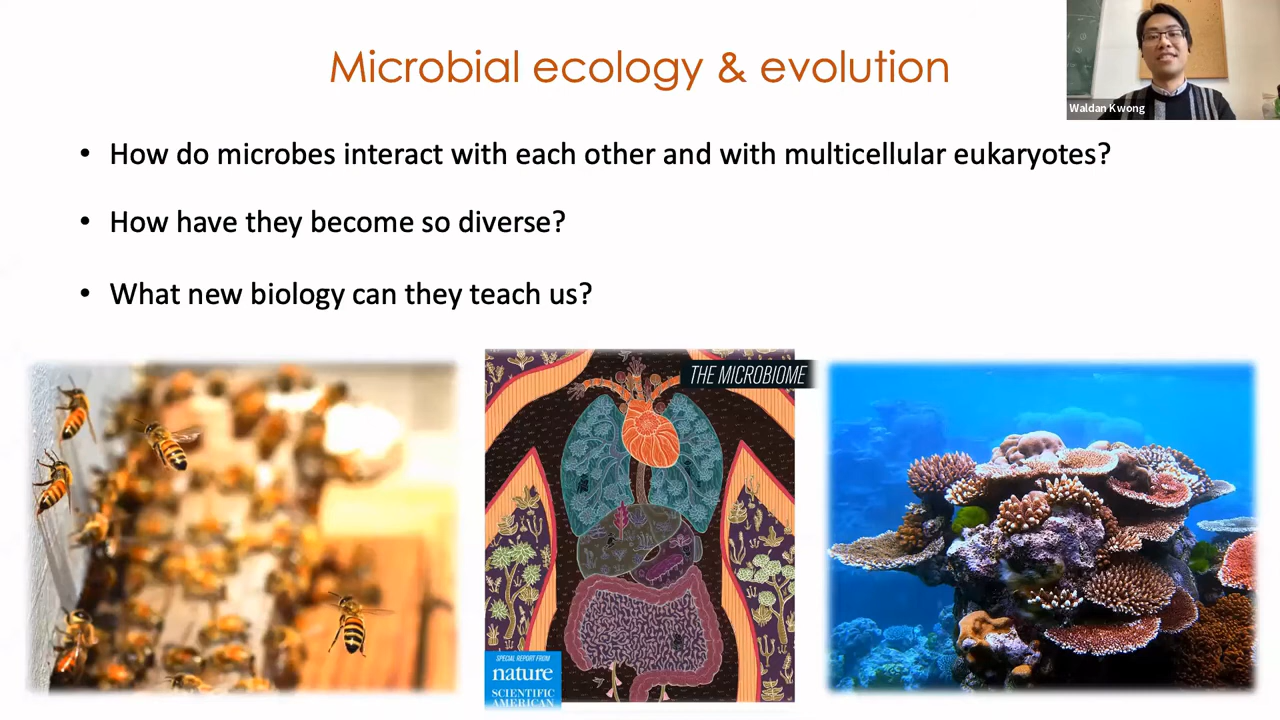 Microbial ecology & evolution
Waldan Kwong
• How do microbes interact with each other and with multicellular eukaryotes?
• How have they become so diverse?
• What new biology can they teach us?
THE MICROBIOME
SPECIAL REPORT FROM
nature
SCIENTIFIC
AMERICAN